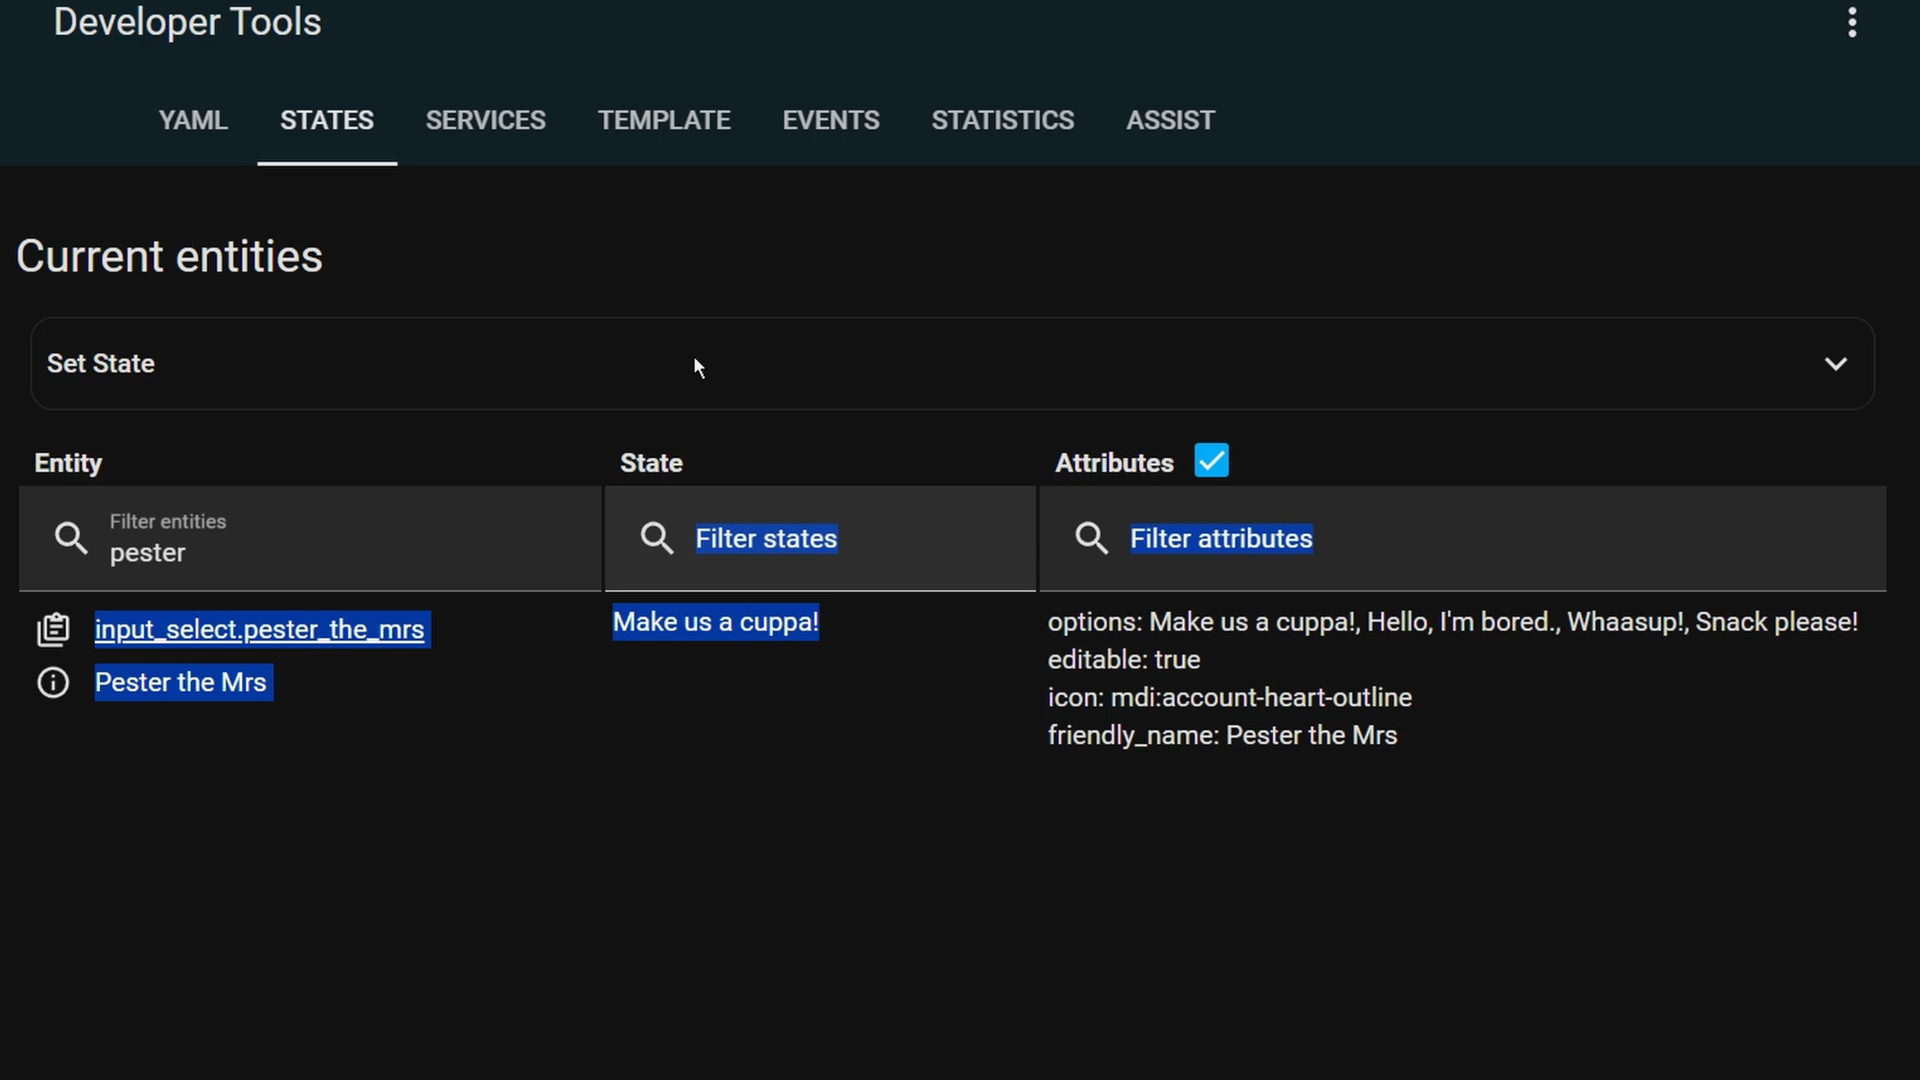 Developer Tools
YAML STATES SERVICES TEMPLATE EVENTS STATISTICS ASSIST
Current entities
Set State
Entity State Attributes
Filter entities
pester
Filter states
Filter attributes
input_select.pester_the_mrs
Pester the Mrs
Make us a cuppa!
options: Make us a cuppa!, Hello, I'm bored., Whaasup!, Snack please!
editable: true
icon: mdi:account-heart-outline
friendly_name: Pester the Mrs